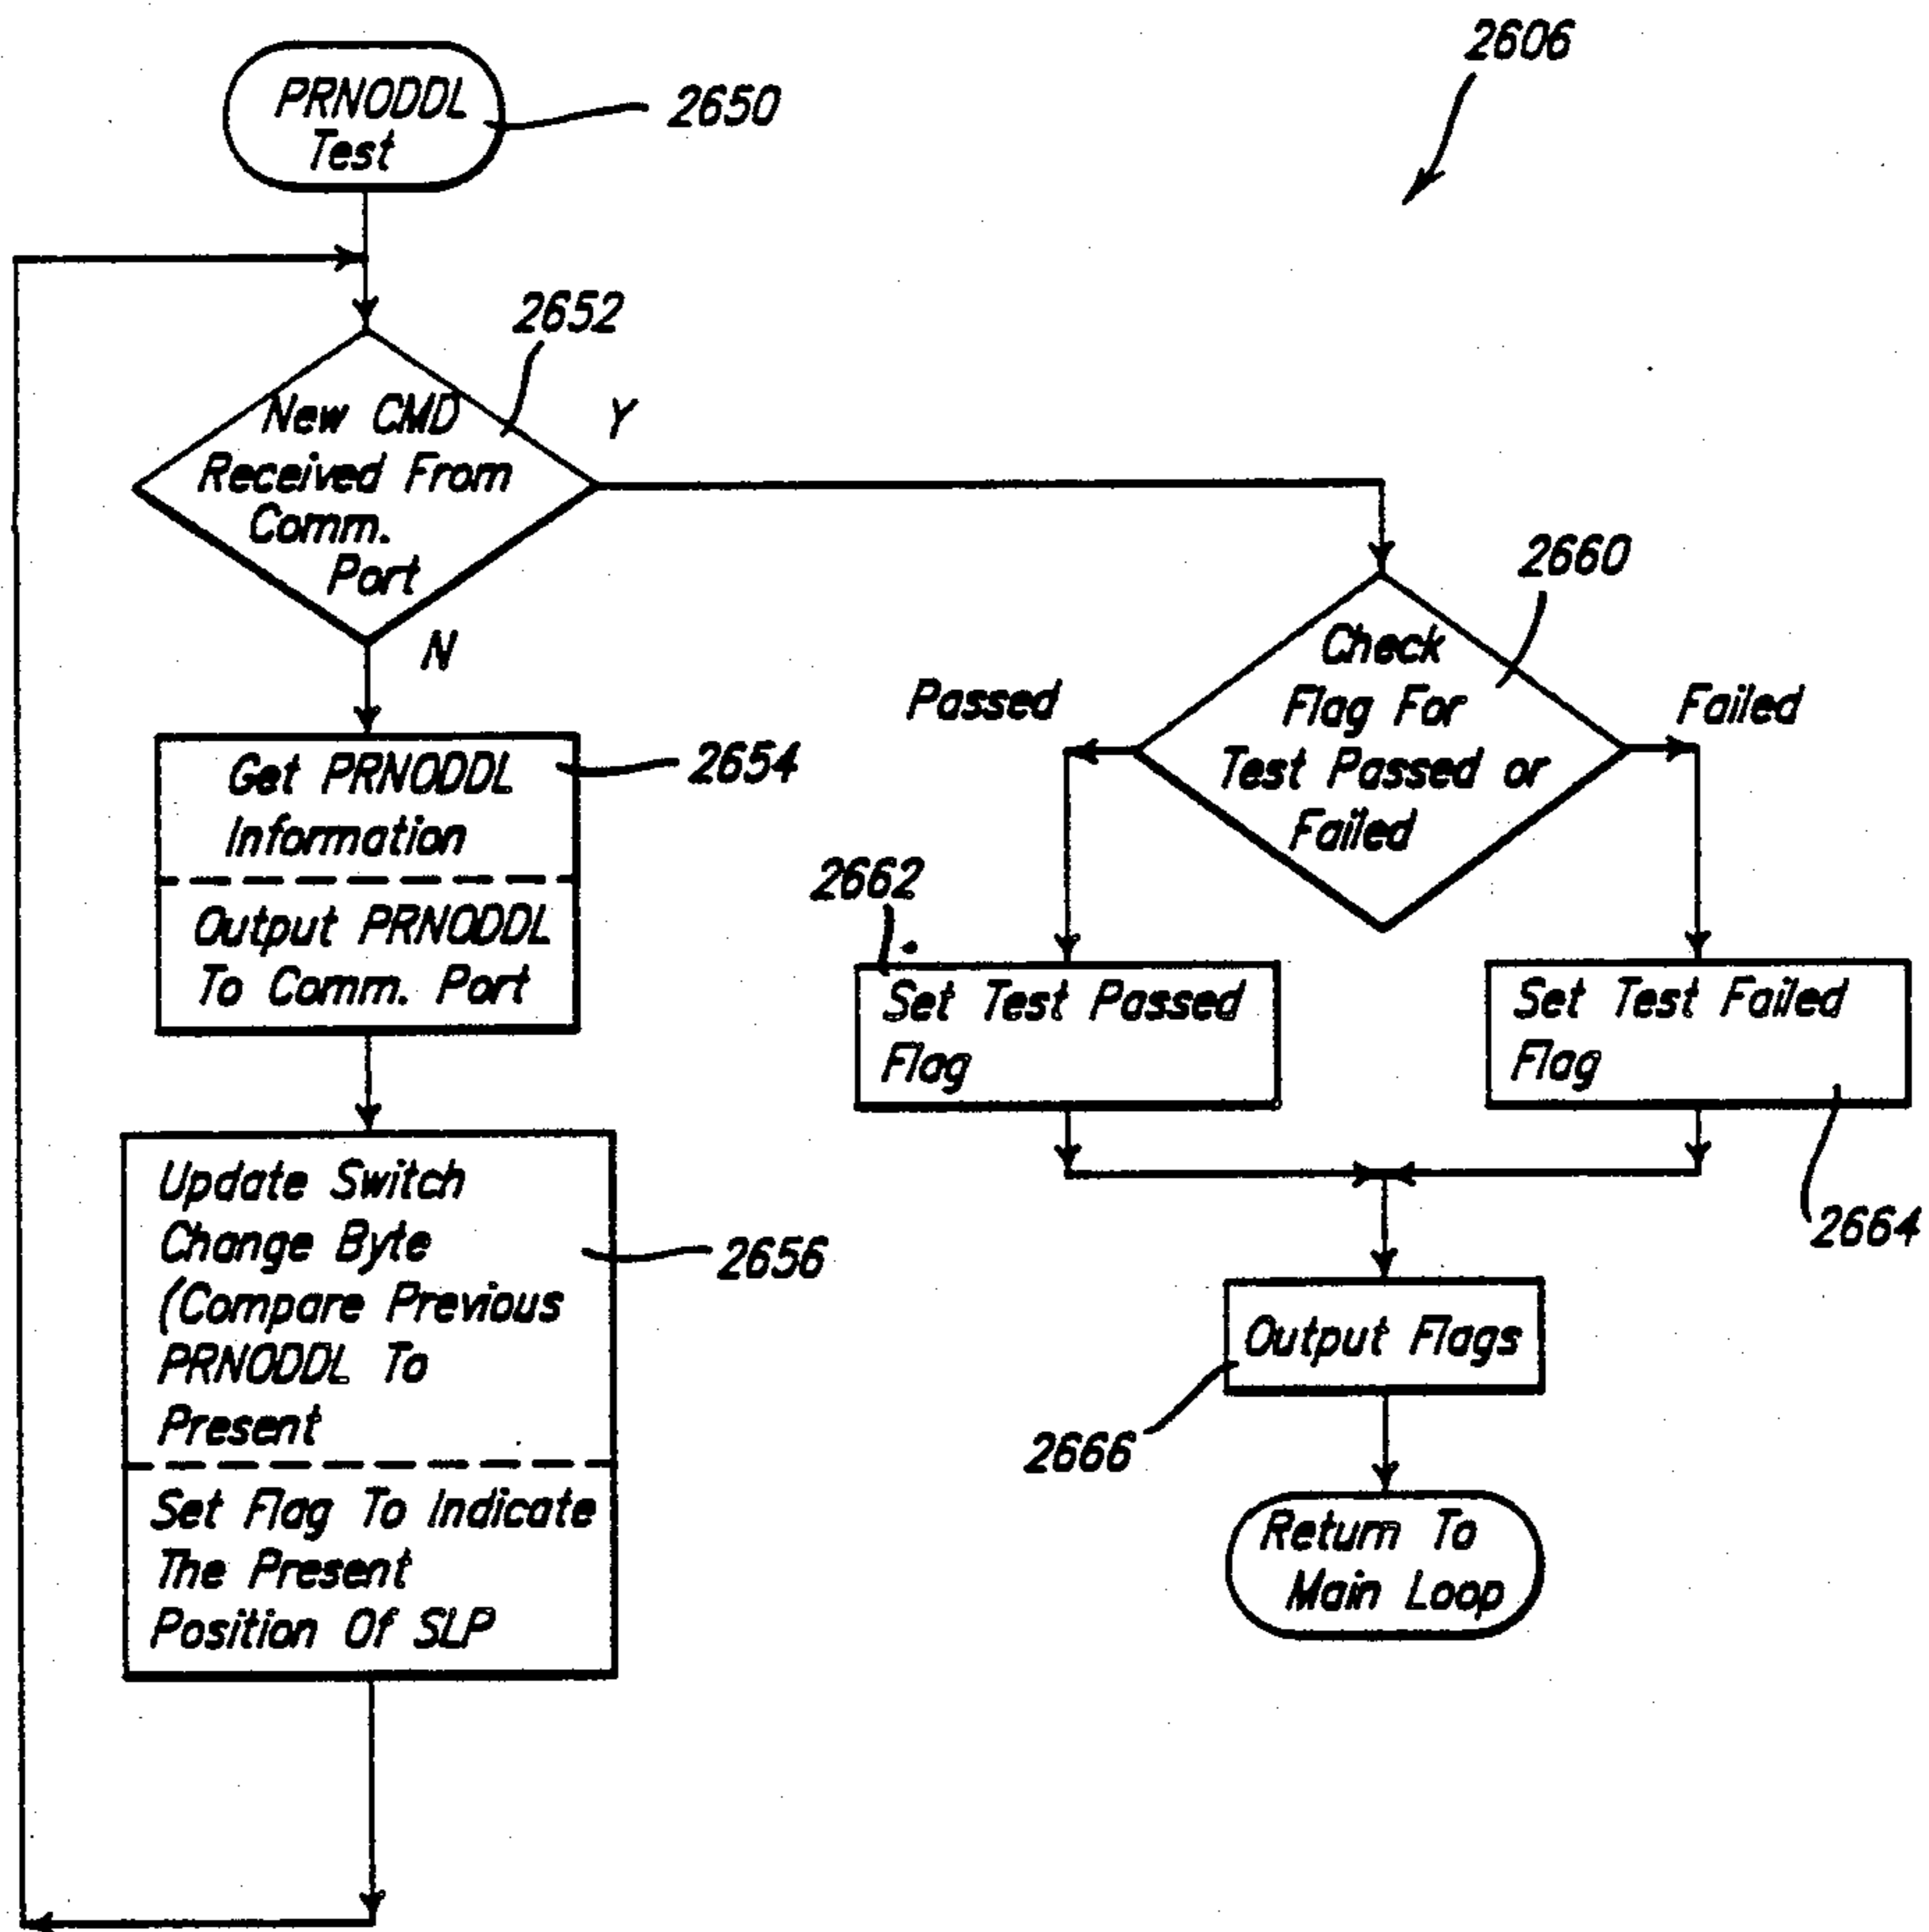 2606
PRNODDL
Test
2650
2652
New CMD
Received From
Comm.
Port
Y
N
2660
Check
Flag For
Test Passed or
Failed
Passed
Failed
Get PRNODDL
Information
Output PRNODDL
To Comm. Port
2654
2662
Set Test Passed
Flag
Set Test Failed
Flag
2664
Update Switch
Change Byte
(Compare Previous
PRNODDL To
Present
Set Flag To Indicate
The Present
Position Of SLP
2656
Output Flags
2666
Return To
Main Loop